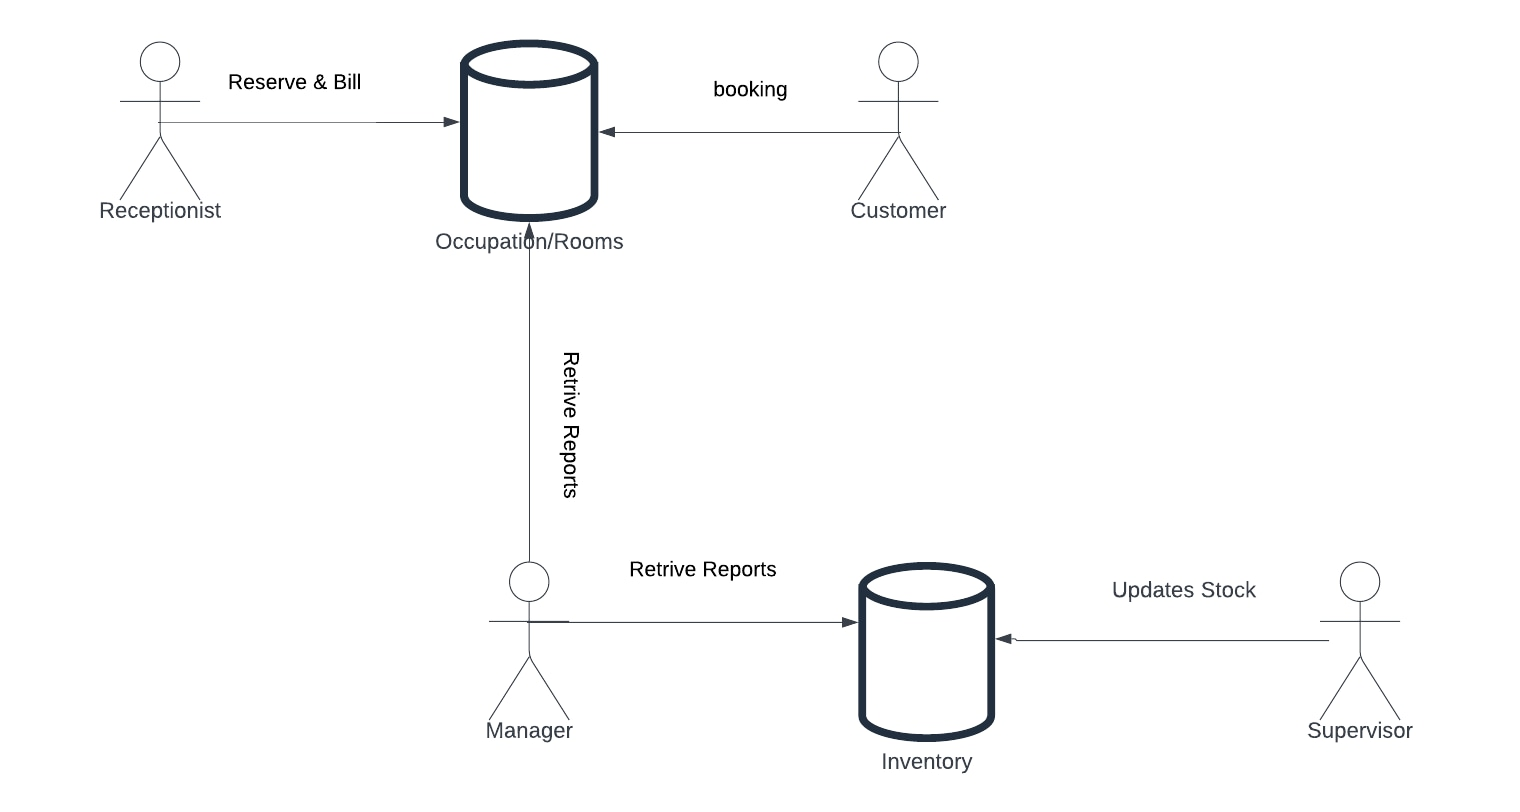 Reserve & Bill
booking
Receptionist
Customer
Occupation/Rooms
Retrive Reports
Retrive Reports
Updates Stock
Manager
Supervisor
Inventory